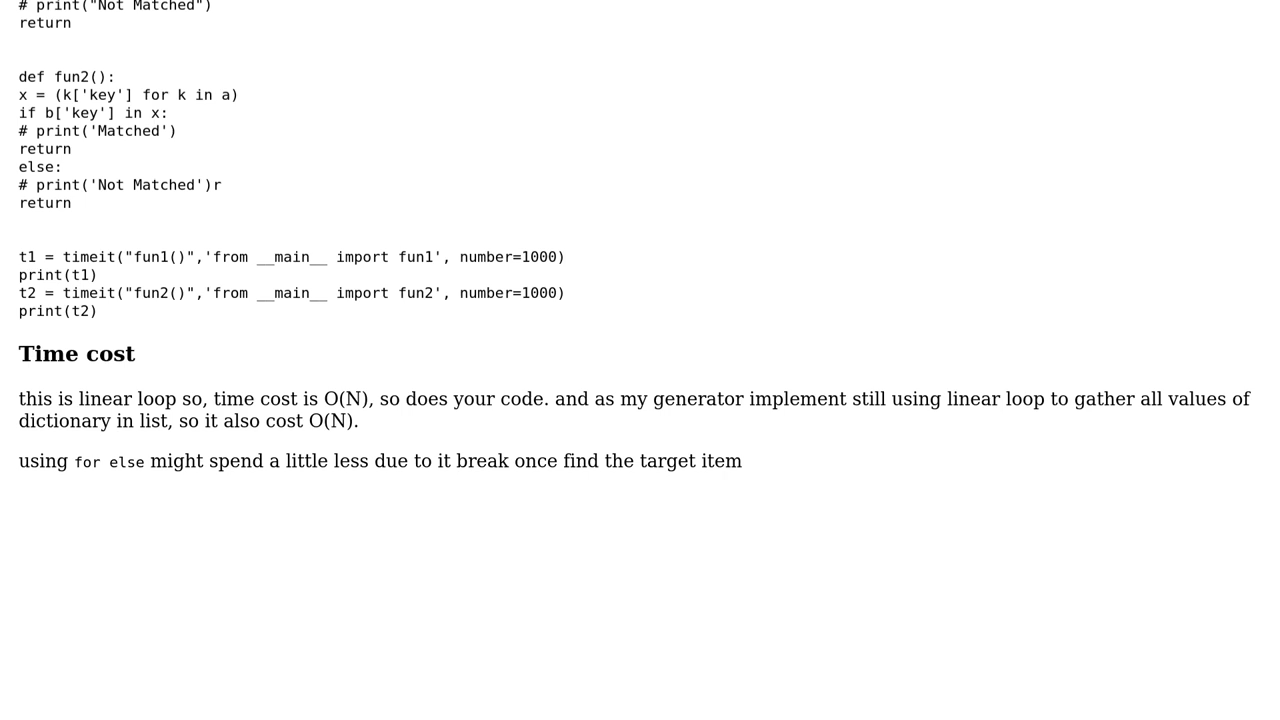 # print("Not Matched")
return
def fun2():
x = (k['key'] for k in a)
if b['key'] in x:
# print('Matched')
return
else:
# print('Not Matched')r
return
t1 = timeit("fun1()",'from __main__ import fun1', number=1000)
print(t1)
t2 = timeit("fun2()",'from __main__ import fun2', number=1000)
print(t2)
Time cost
this is linear loop so, time cost is O(N), so does your code. and as my generator implement still using linear loop to gather all values of
dictionary in list, so it also cost O(N).
using for else might spend a little less due to it break once find the target item